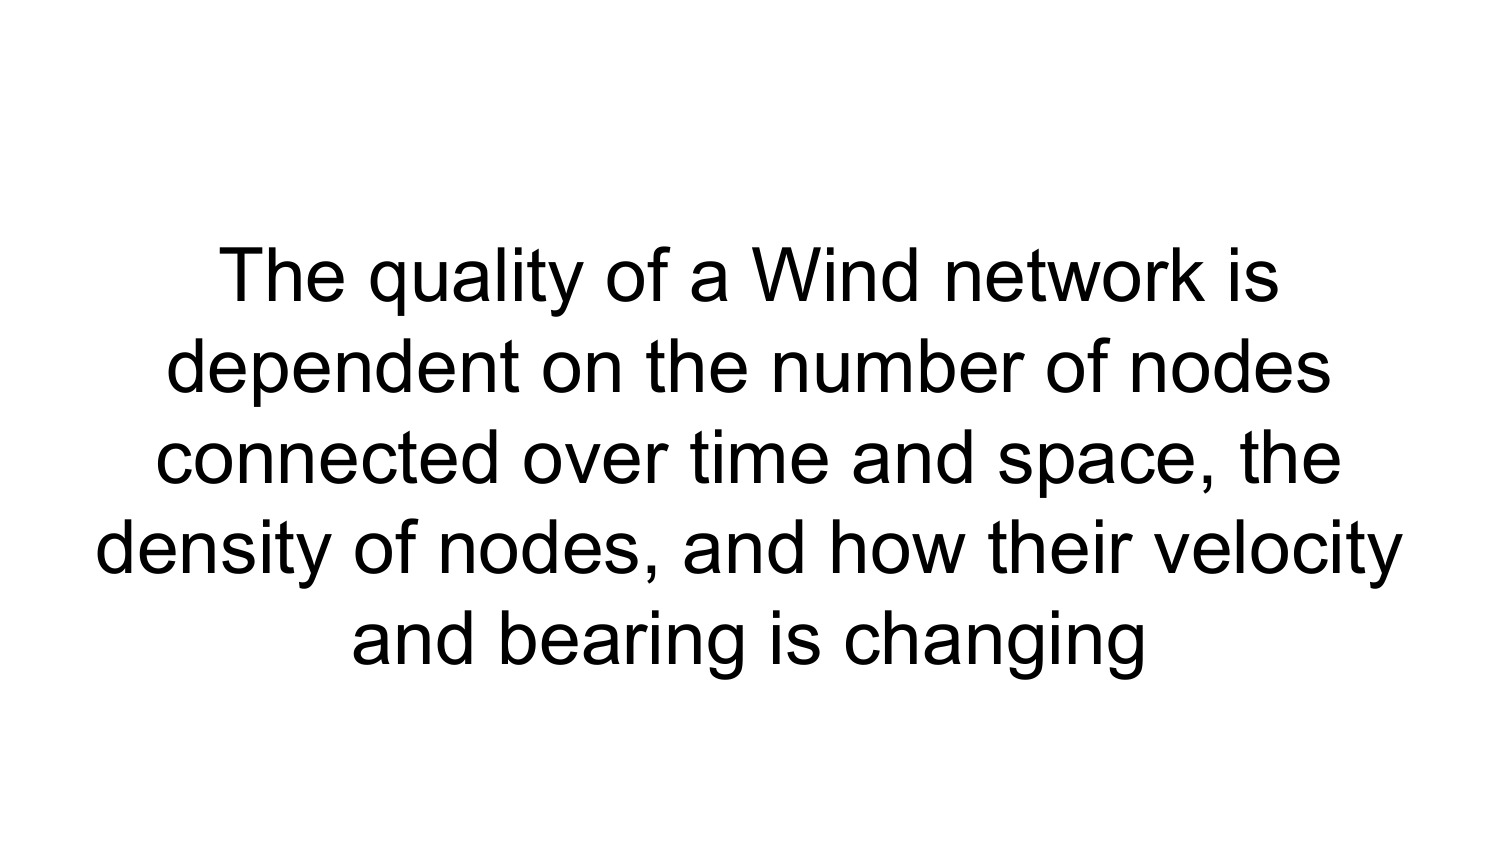 The quality of a Wind network is
dependent on the number of nodes
connected over time and space, the
density of nodes, and how their velocity
and bearing is changing